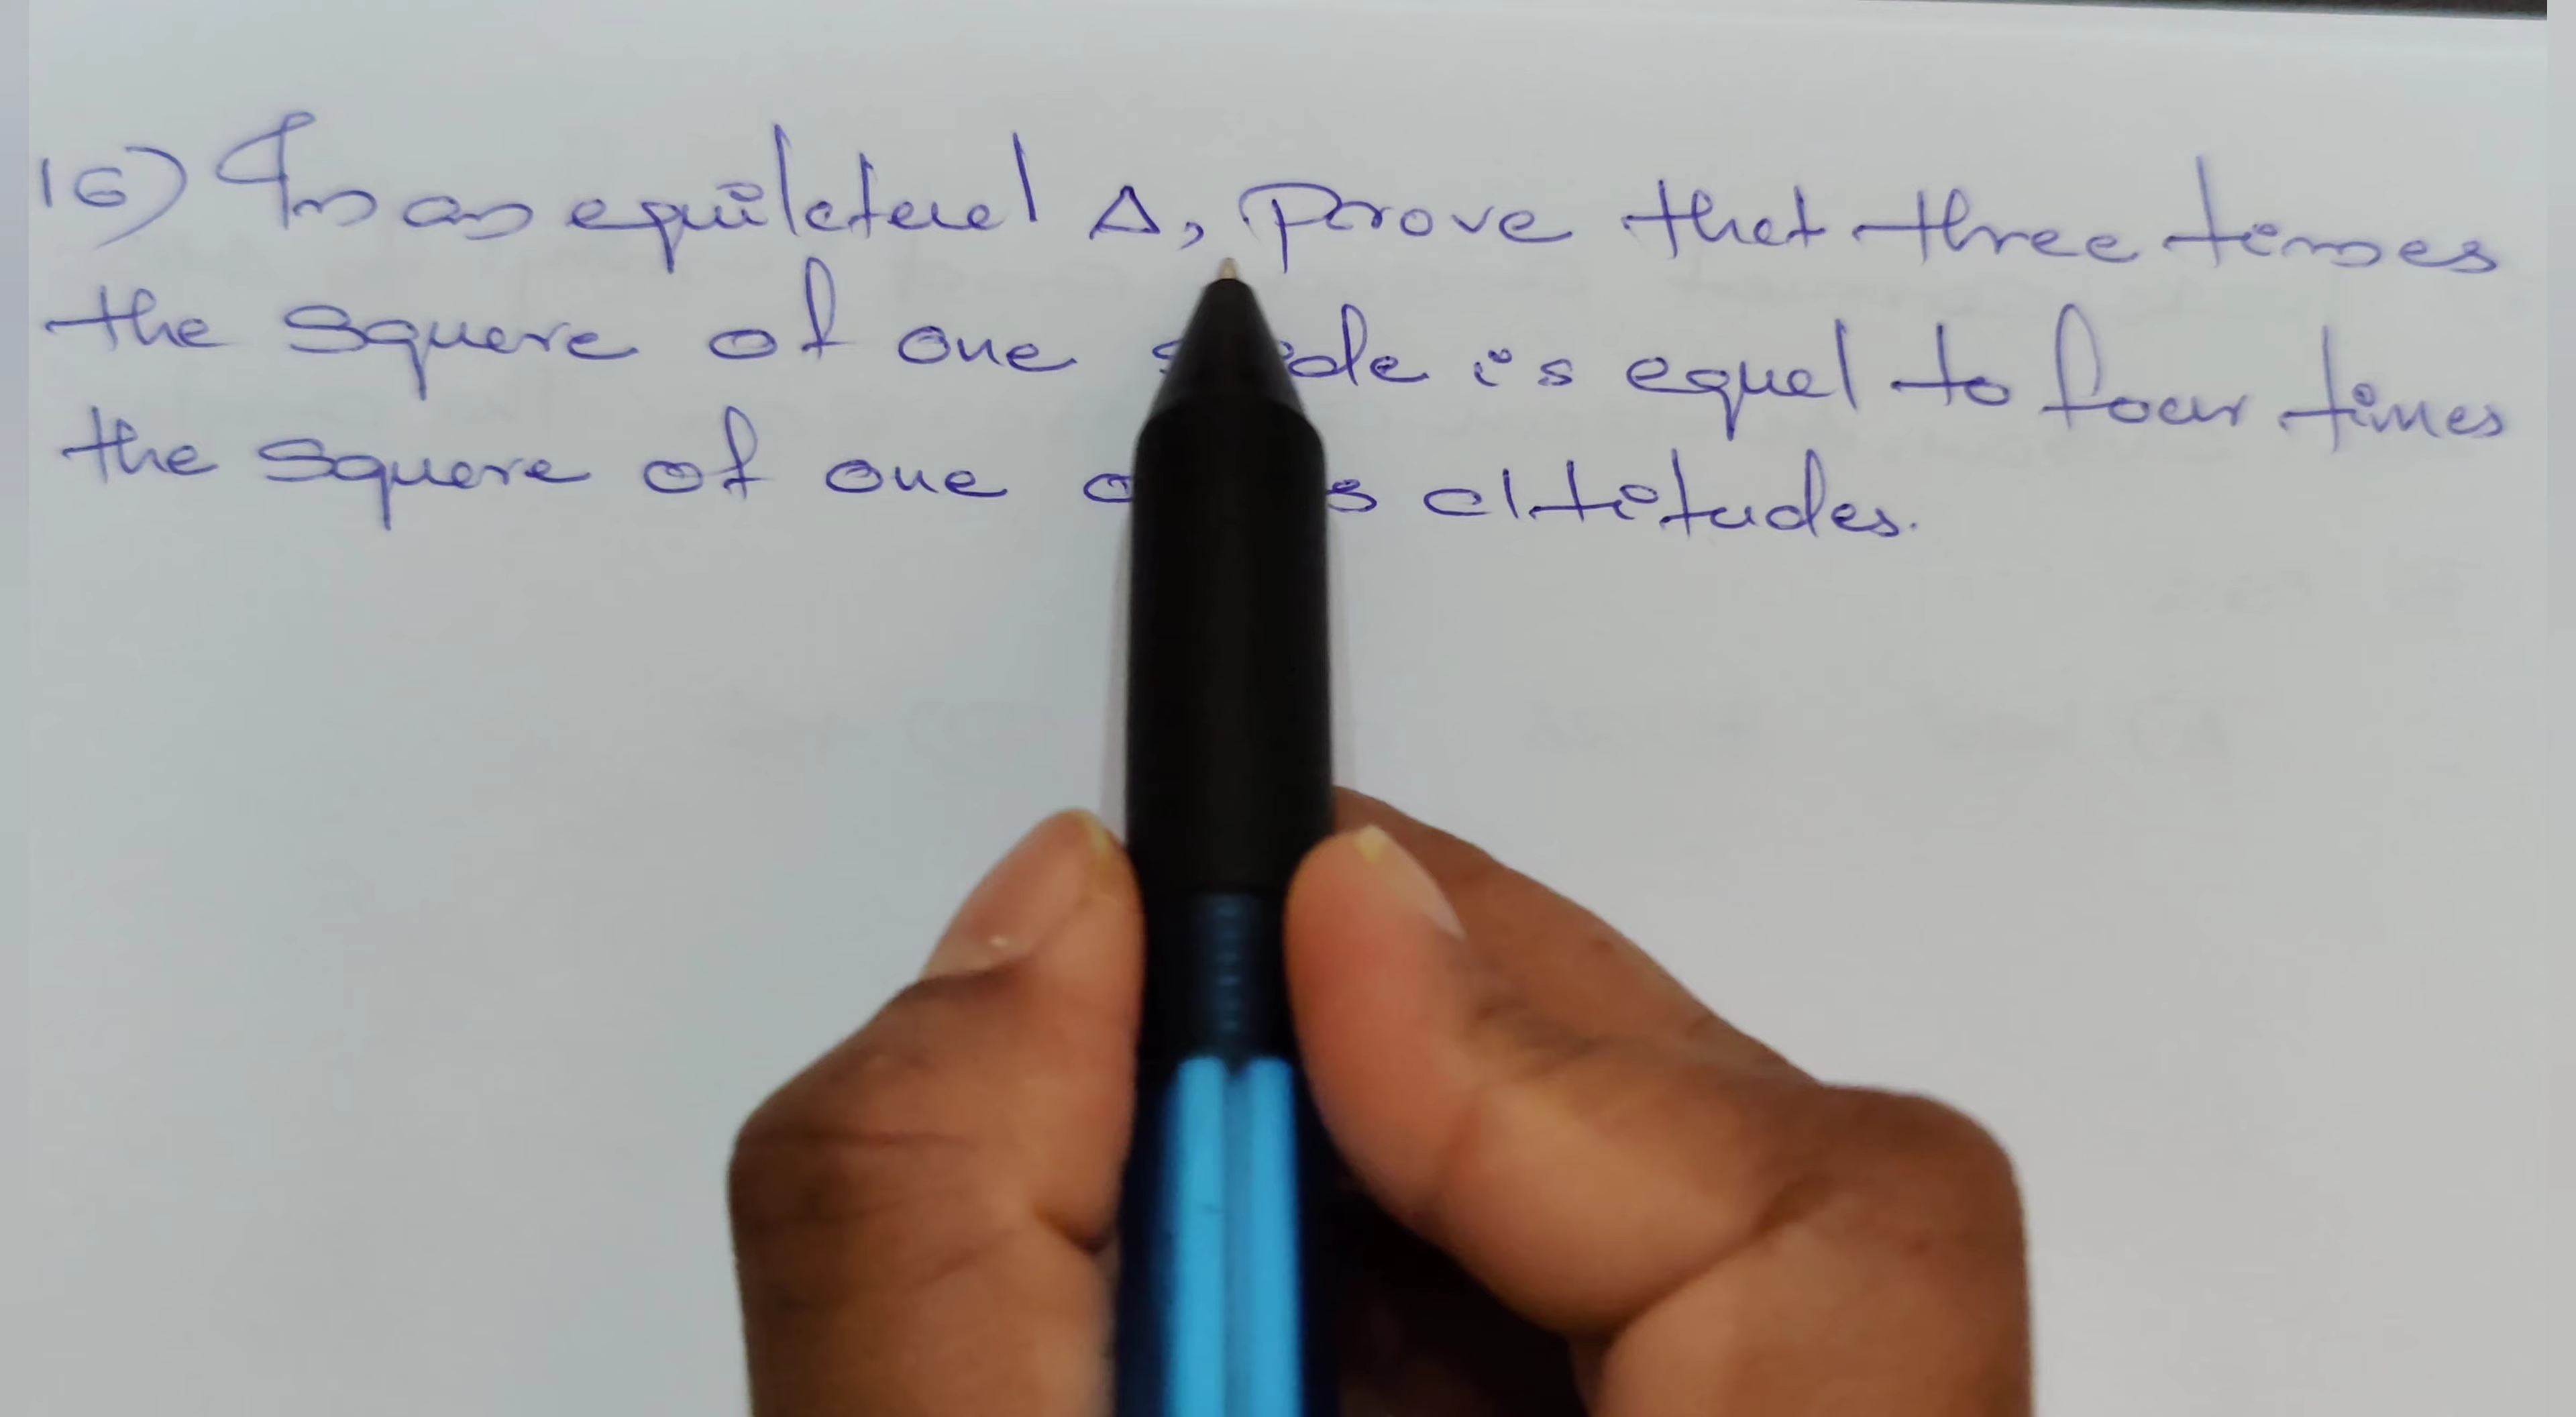 16) In an equilateral Δ, prove that three times
the square of one side is equal to four times
the square of one altitudes.